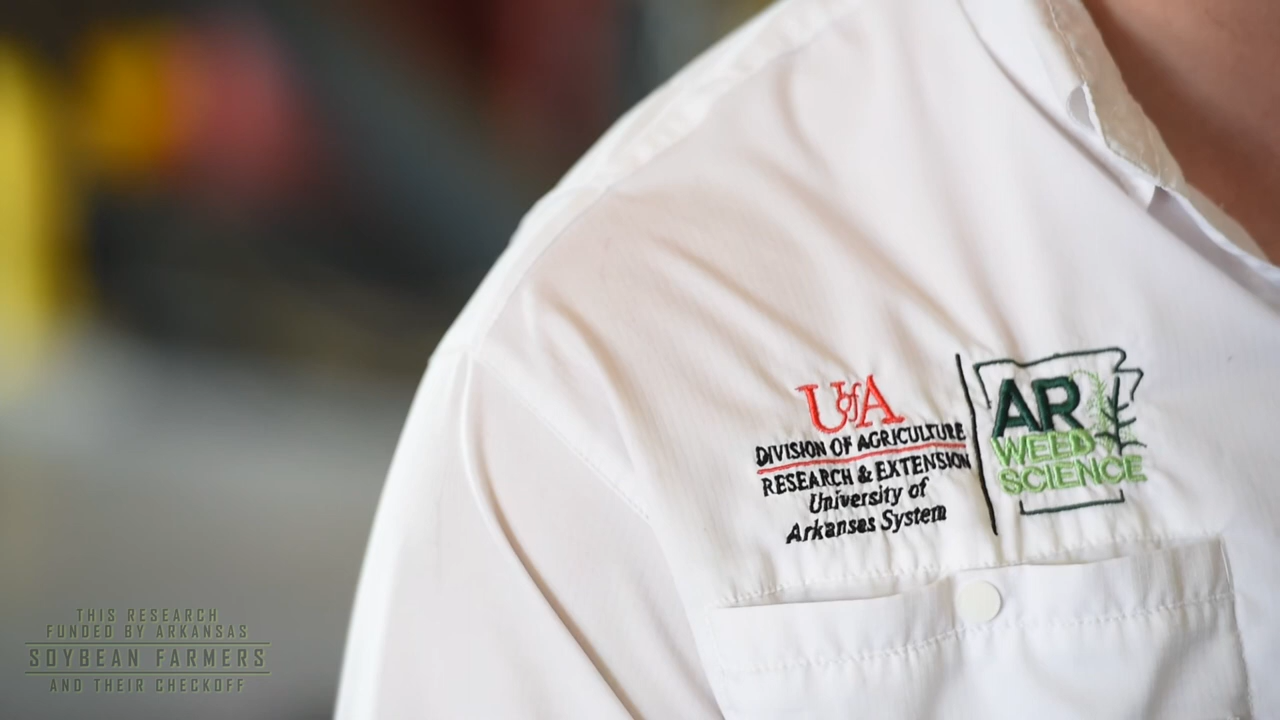 UofA
DIVISION OF AGRICULTURE
RESEARCH & EXTENSION
University of
Arkansas System
AR
WEED
SCIENCE
THIS RESEARCH
FUNDED BY ARKANSAS
SOYBEAN FARMERS
AND THEIR CHECKOFF